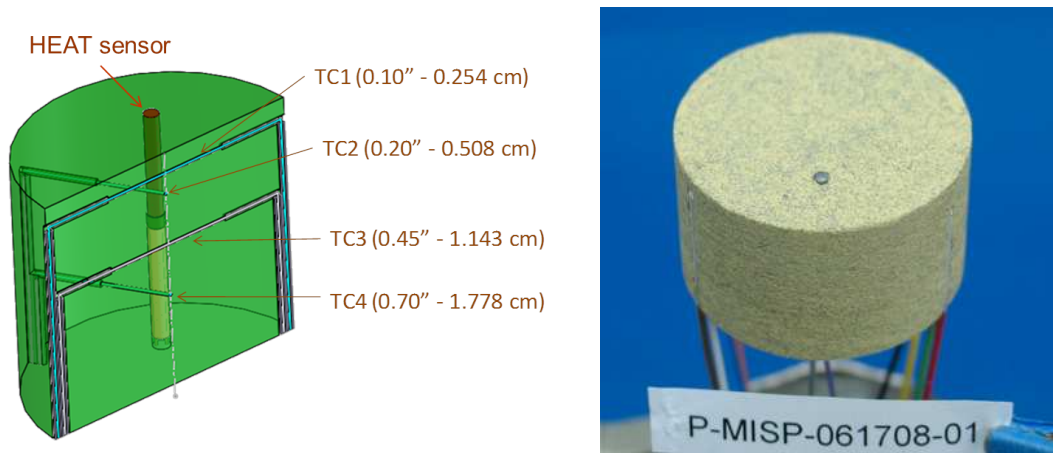 HEAT sensor
TC1 (0.10” - 0.254 cm)
TC2 (0.20” - 0.508 cm)
TC3 (0.45” - 1.143 cm)
TC4 (0.70” - 1.778 cm)
P-MISP-061708-01